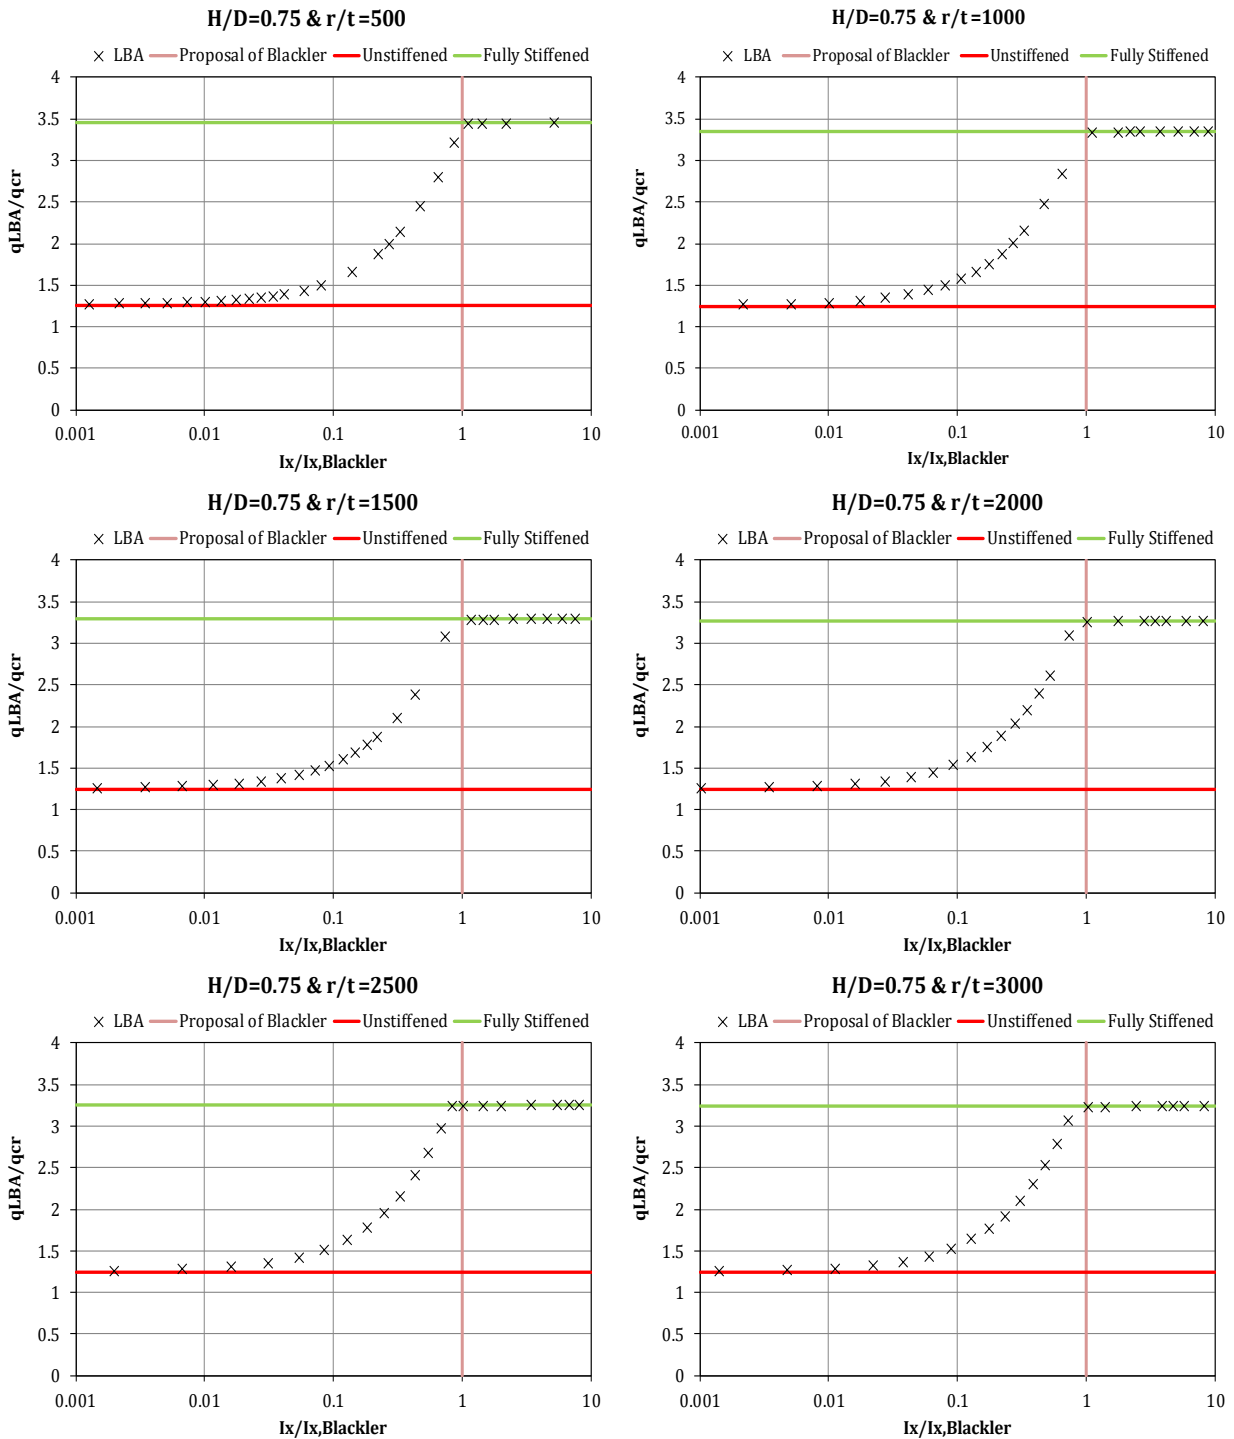 H/D=0.75 & r/t=500
LBA Proposal of Blackler Unstiffened Fully Stiffened
qLBA/qcr
4
3.5
3
2.5
2
1.5
1
0.5
0
0.001 0.01 0.1 1 10
Ix/Ix,Blackler
H/D=0.75 & r/t=1000
LBA Proposal of Blackler Unstiffened Fully Stiffened
qLBA/qcr
4
3.5
3
2.5
2
1.5
1
0.5
0
0.001 0.01 0.1 1 10
Ix/Ix,Blackler
H/D=0.75 & r/t=1500
LBA Proposal of Blackler Unstiffened Fully Stiffened
qLBA/qcr
4
3.5
3
2.5
2
1.5
1
0.5
0
0.001 0.01 0.1 1 10
Ix/Ix,Blackler
H/D=0.75 & r/t=2000
LBA Proposal of Blackler Unstiffened Fully Stiffened
qLBA/qcr
4
3.5
3
2.5
2
1.5
1
0.5
0
0.001 0.01 0.1 1 10
Ix/Ix,Blackler
H/D=0.75 & r/t=2500
LBA Proposal of Blackler Unstiffened Fully Stiffened
qLBA/qcr
4
3.5
3
2.5
2
1.5
1
0.5
0
0.001 0.01 0.1 1 10
Ix/Ix,Blackler
H/D=0.75 & r/t=3000
LBA Proposal of Blackler Unstiffened Fully Stiffened
qLBA/qcr
4
3.5
3
2.5
2
1.5
1
0.5
0
0.001 0.01 0.1 1 10
Ix/Ix,Blackler